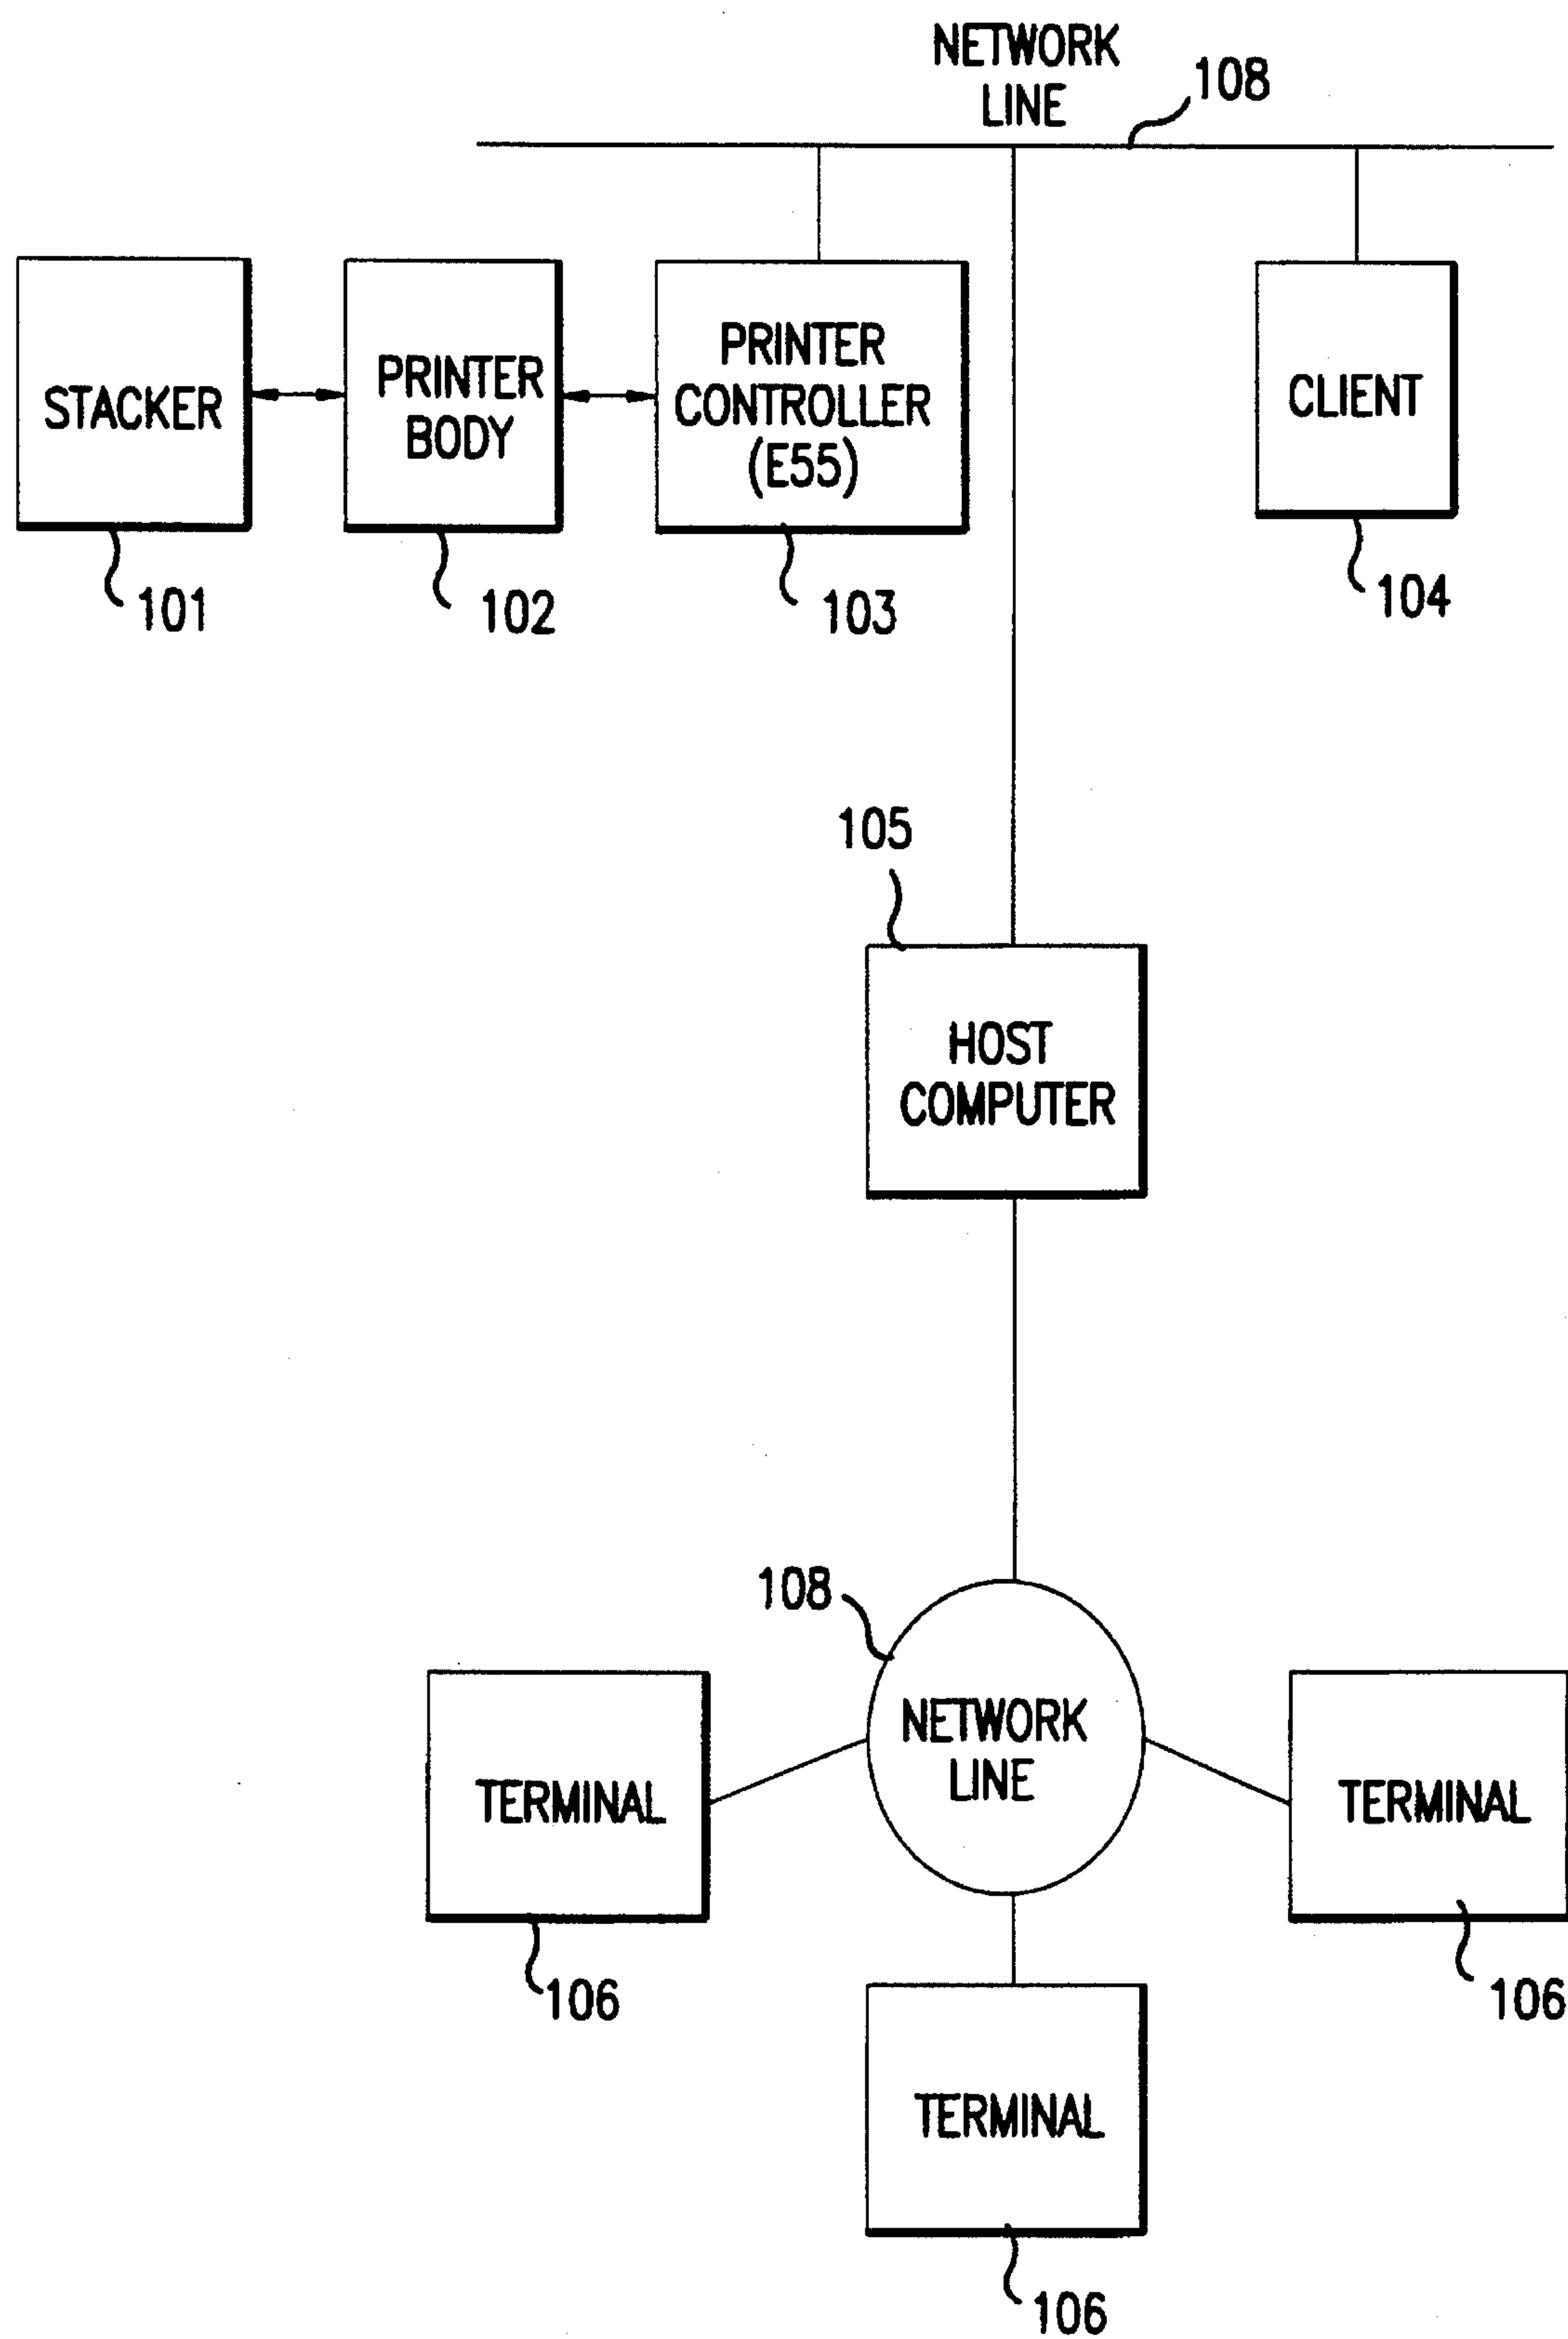 NETWORK
LINE
108
STACKER
PRINTER
BODY
PRINTER
CONTROLLER
(E55)
CLIENT
101
102
103
104
105
HOST
COMPUTER
108
NETWORK
LINE
TERMINAL
TERMINAL
106
106
TERMINAL
106